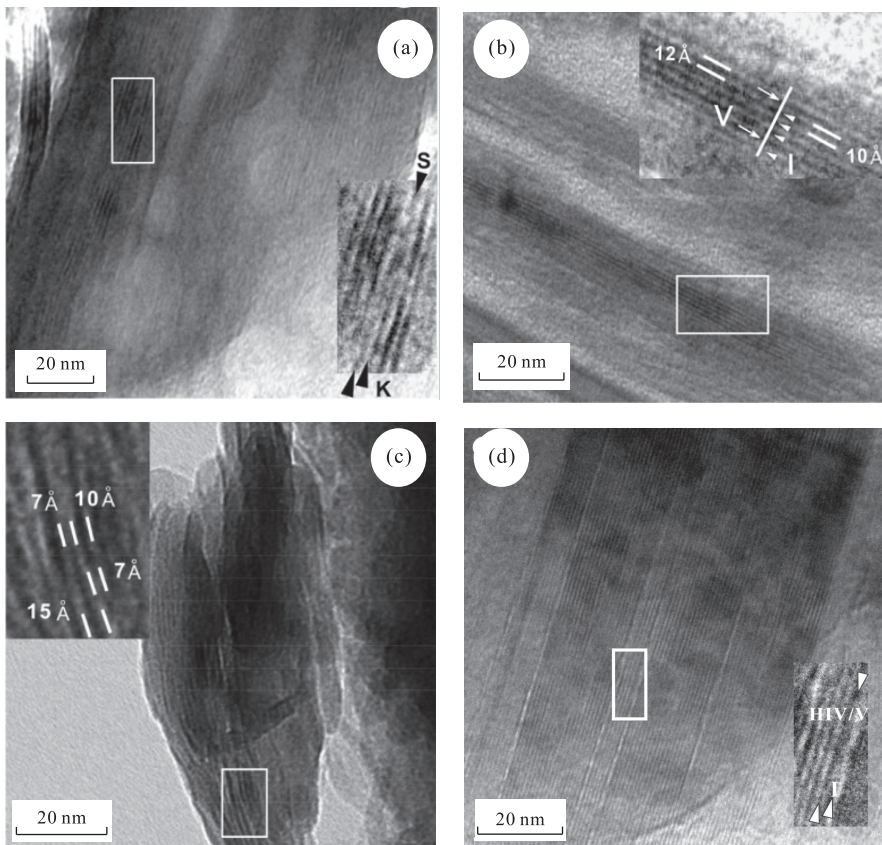 (a)
S
K
20 nm
(b)
12 Å
V
10 Å
I
20 nm
(c)
7 Å 10 Å
7 Å
15 Å
20 nm
(d)
HIV/V
I
20 nm